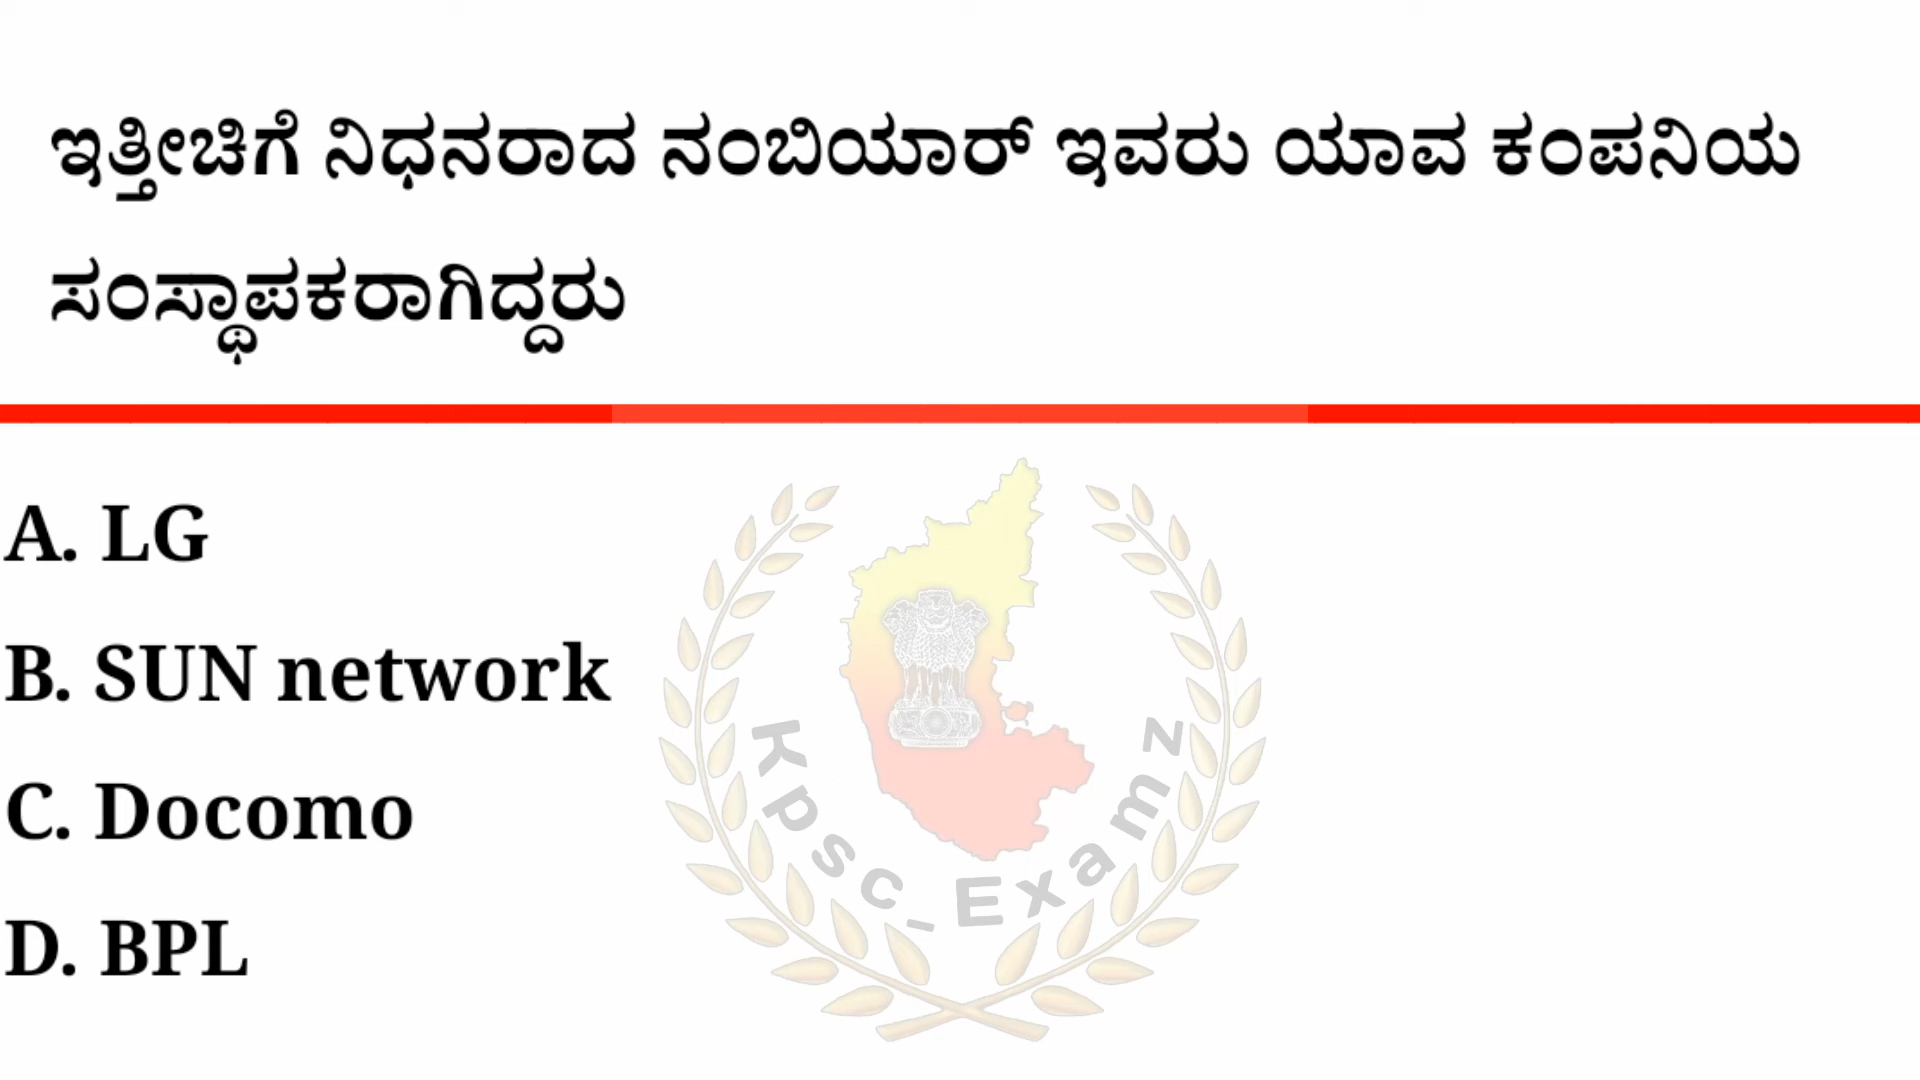 ಇತ್ತೀಚಿಗೆ ನಿಧನರಾದ ನಂಬಿಯಾರ್ ಇವರು ಯಾವ ಕಂಪನಿಯ
ಸಂಸ್ಥಾಪಕರಾಗಿದ್ದರು
A. LG
B. SUN network
C. Docomo
D. BPL
Kpsc_Examz